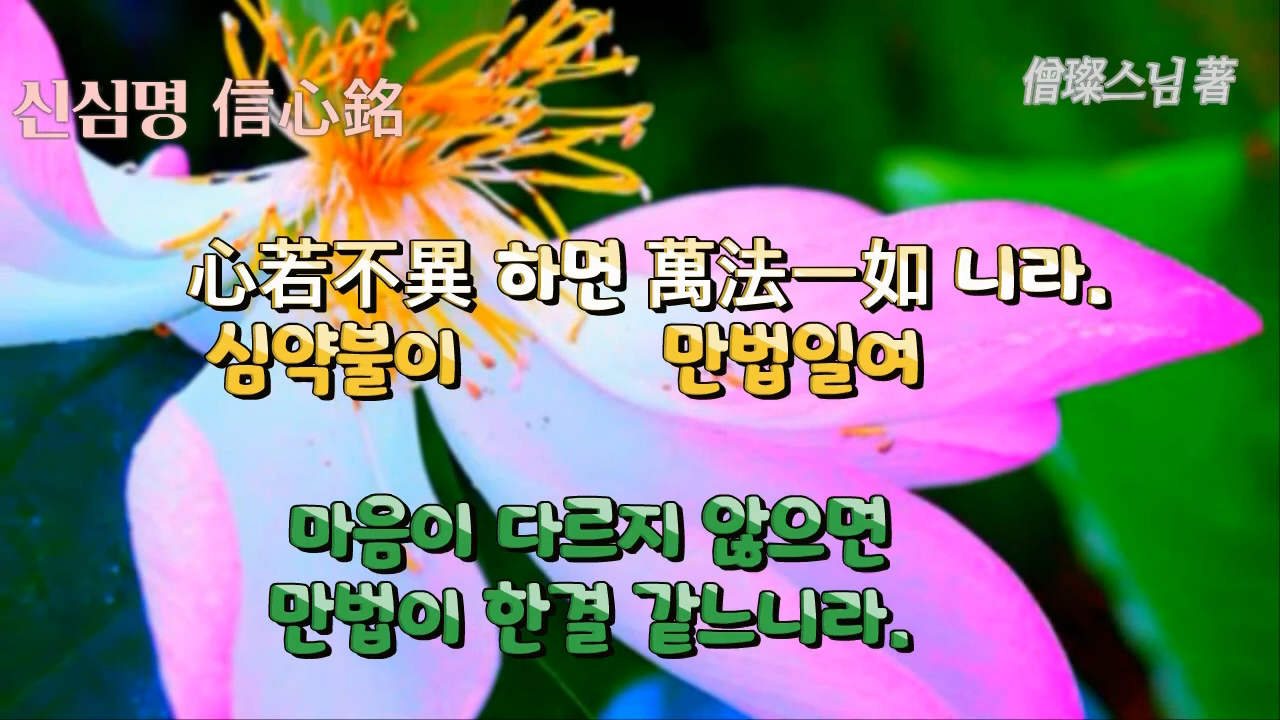 신심명 信心銘
僧璨스님 著
心若不異 하면 萬法一如 니라.
심약불이 만법일여
마음이 다르지 않으면
만법이 한결 같느니라.